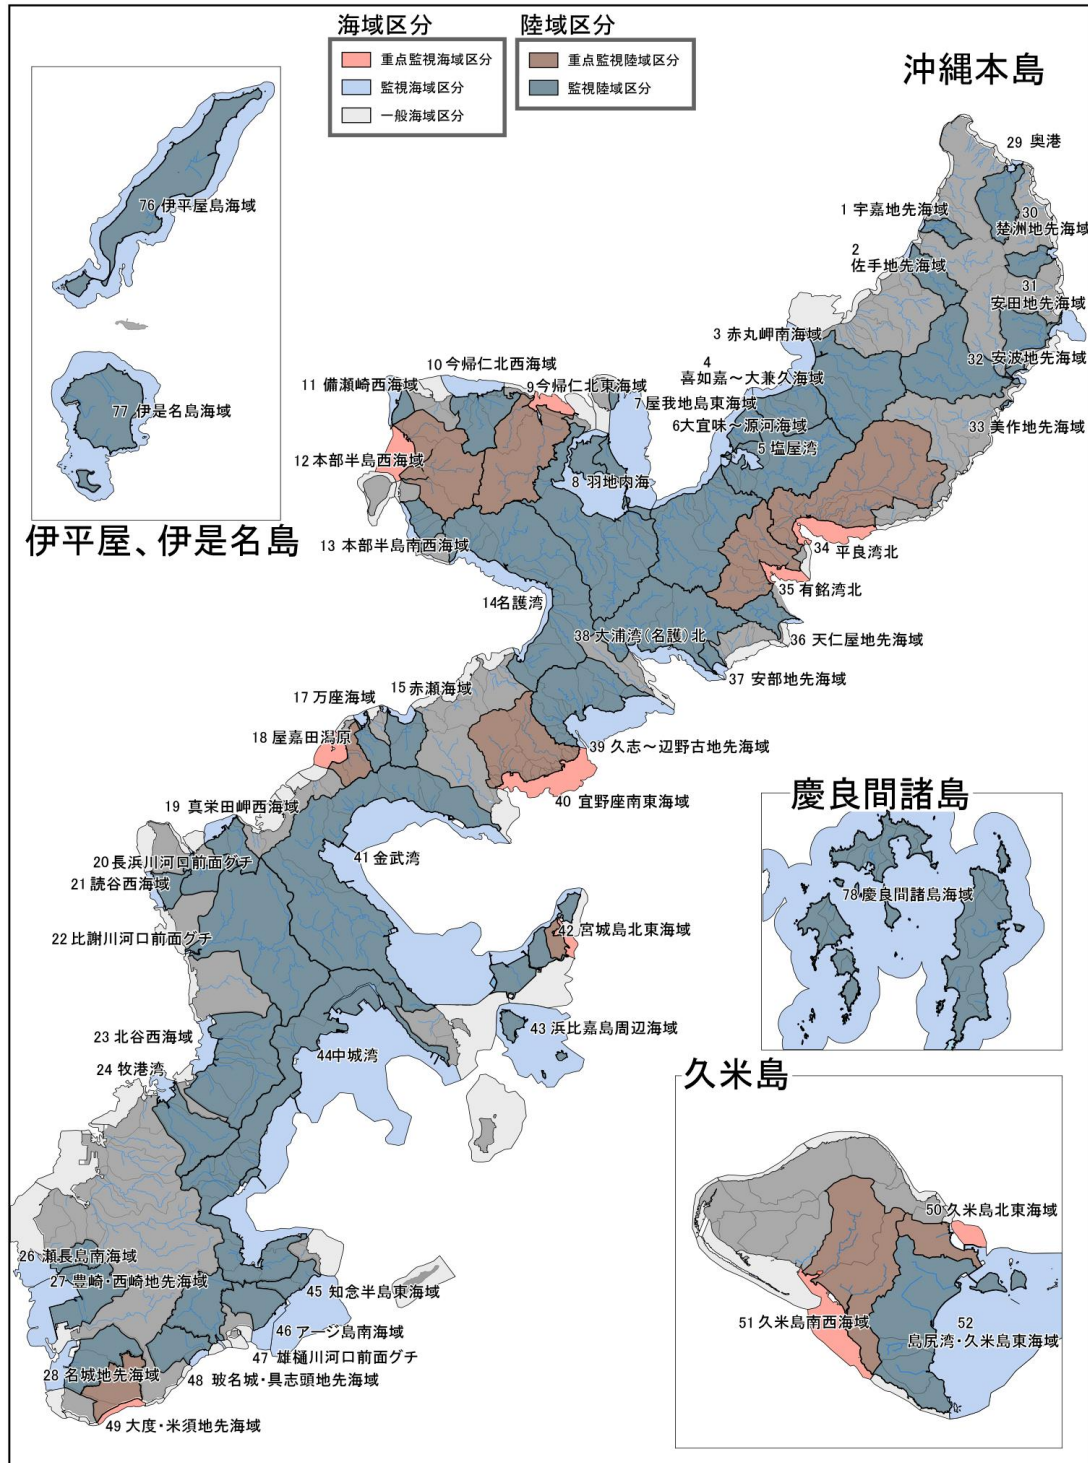 海域区分
重点監視海域区分
監視海域区分
一般海域区分
陸域区分
重点監視陸域区分
監視陸域区分
沖縄本島
76 伊平屋島海域
77 伊是名島海域
伊平屋、伊是名島
29 奥港
1 宇嘉地先海域
30
楚洲地先海域
2
佐手地先海域
31
安田地先海域
3 赤丸岬南海域
32 安波地先海域
4
喜如嘉～大兼久海域
10 今帰仁北西海域
11 備瀬崎西海域
9 今帰仁北東海域
7 屋我地島東海域
6 大宜味～源河海域
33 美作地先海域
5 塩屋湾
12 本部半島西海域
8 羽地内海
13 本部半島南西海域
34 平良湾北
35 有銘湾北
14 名護湾
38 大浦湾(名護)北
36 天仁屋地先海域
37 安部地先海域
15 赤瀬海域
17 万座海域
18 屋嘉田潟原
39 久志～辺野古地先海域
40 宜野座南東海域
19 真栄田岬西海域
20 長浜川河口前面グチ
41 金武湾
21 読谷西海域
22 比謝川河口前面グチ
42 宮城島北東海域
23 北谷西海域
43 浜比嘉島周辺海域
24 牧港湾
44 中城湾
26 瀬長島南海域
27 豊崎・西崎地先海域
45 知念半島東海域
46 アージ島南海域
47 雄樋川河口前面グチ
28 名城地先海域
48 玻名城・具志頭地先海域
49 大度・米須地先海域
慶良間諸島
78 慶良間諸島海域
久米島
50 久米島北東海域
51 久米島南西海域
52
島尻湾・久米島東海域